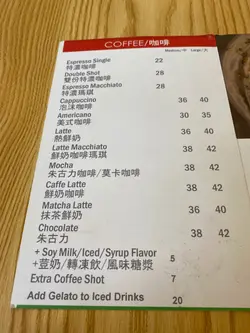 COFFEE/咖啡
Medium/中 Large/大
Espresso Single 22
特濃咖啡
Double Shot 28
雙份特濃咖啡
Espresso Macchiato 28
特濃瑪琪
Cappuccino 36 40
泡沫咖啡
Americano 30 35
美式咖啡
Latte 36 40
熱鮮奶
Latte Macchiato 38 42
鮮奶咖啡瑪琪
Mocha 38 42
朱古力咖啡/莫卡咖啡
Caffe Latte 38 42
鮮奶咖啡
Matcha Latte 36 40
抹茶鮮奶
Chocolate 38 42
朱古力
+ Soy Milk/Iced/Syrup Flavor 5
+荳奶/轉凍飲/風味糖漿
Extra Coffee Shot 7
Add Gelato to Iced Drinks 20